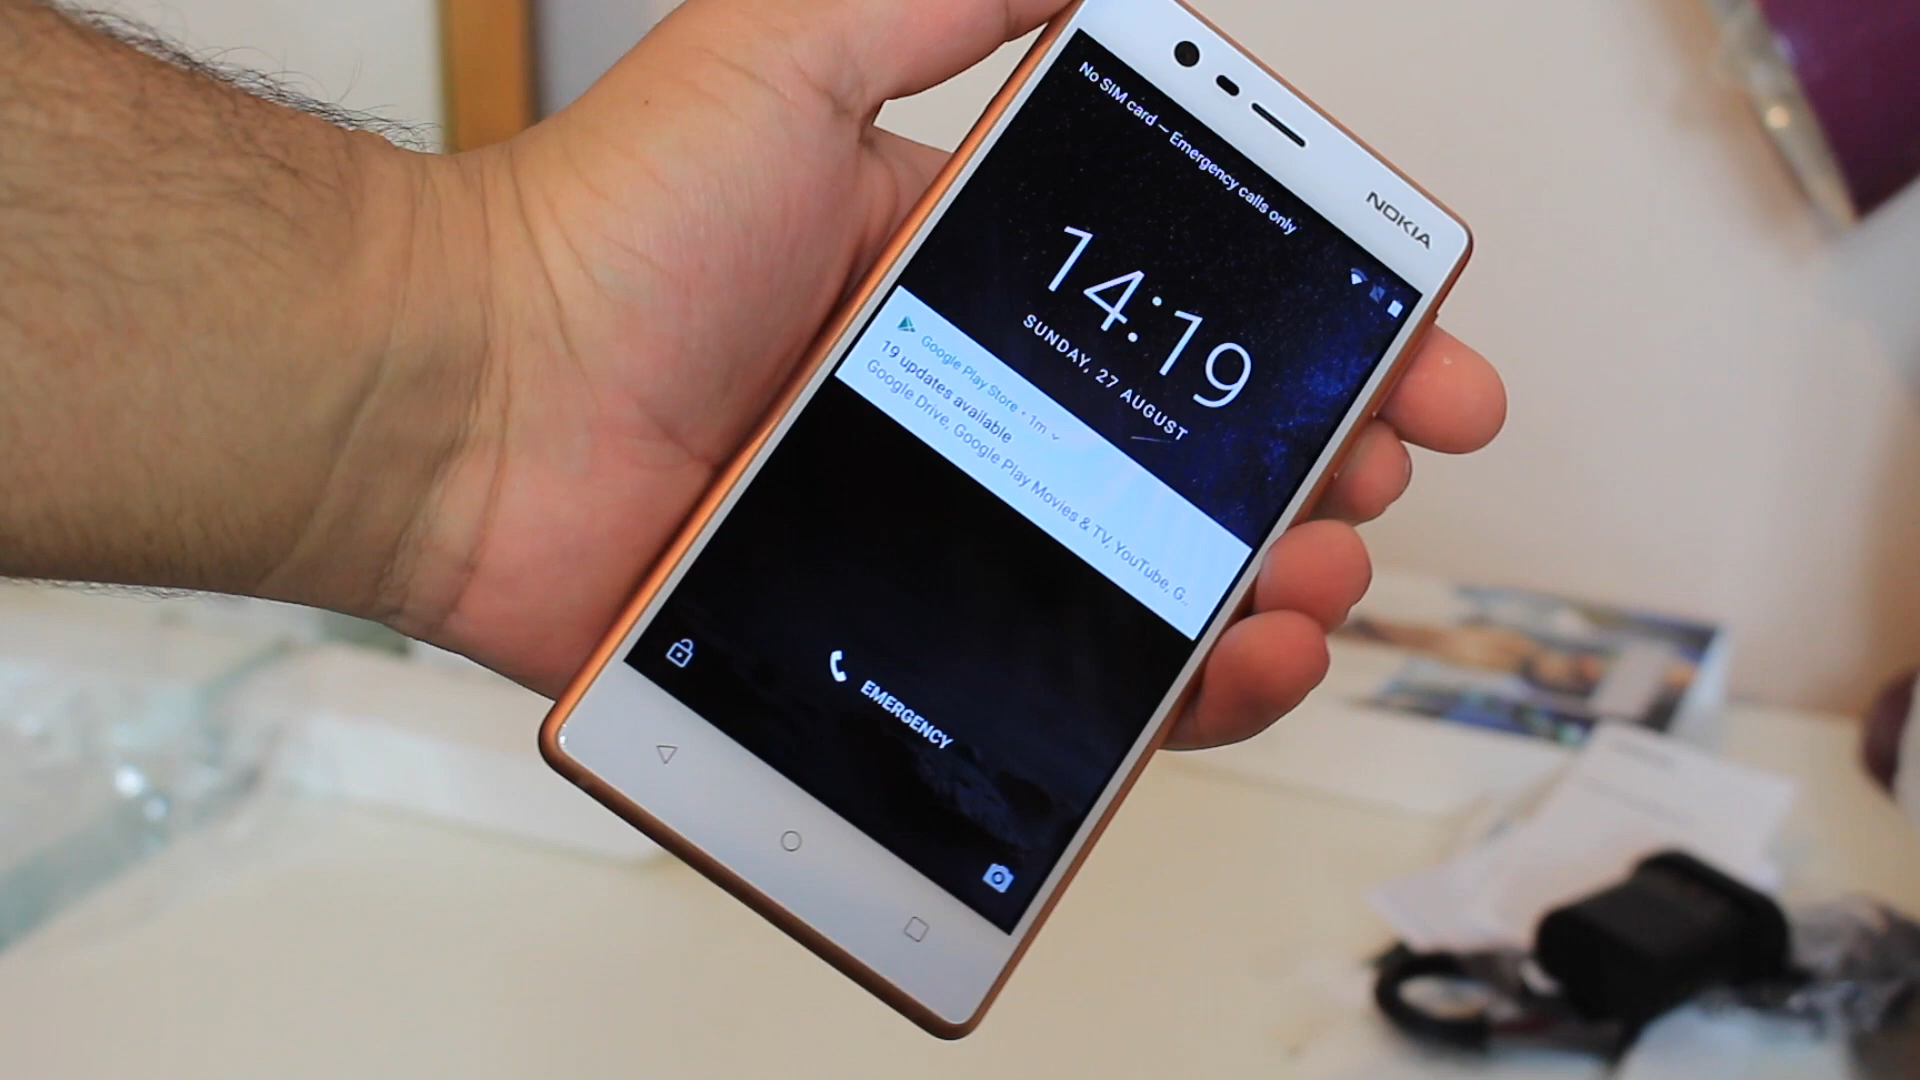 NOKIA
No SIM card – Emergency calls only
14:19
SUNDAY, 27 AUGUST
Google Play Store • 1m
19 updates available
Google Drive, Google Play Movies & TV, YouTube, G..
EMERGENCY